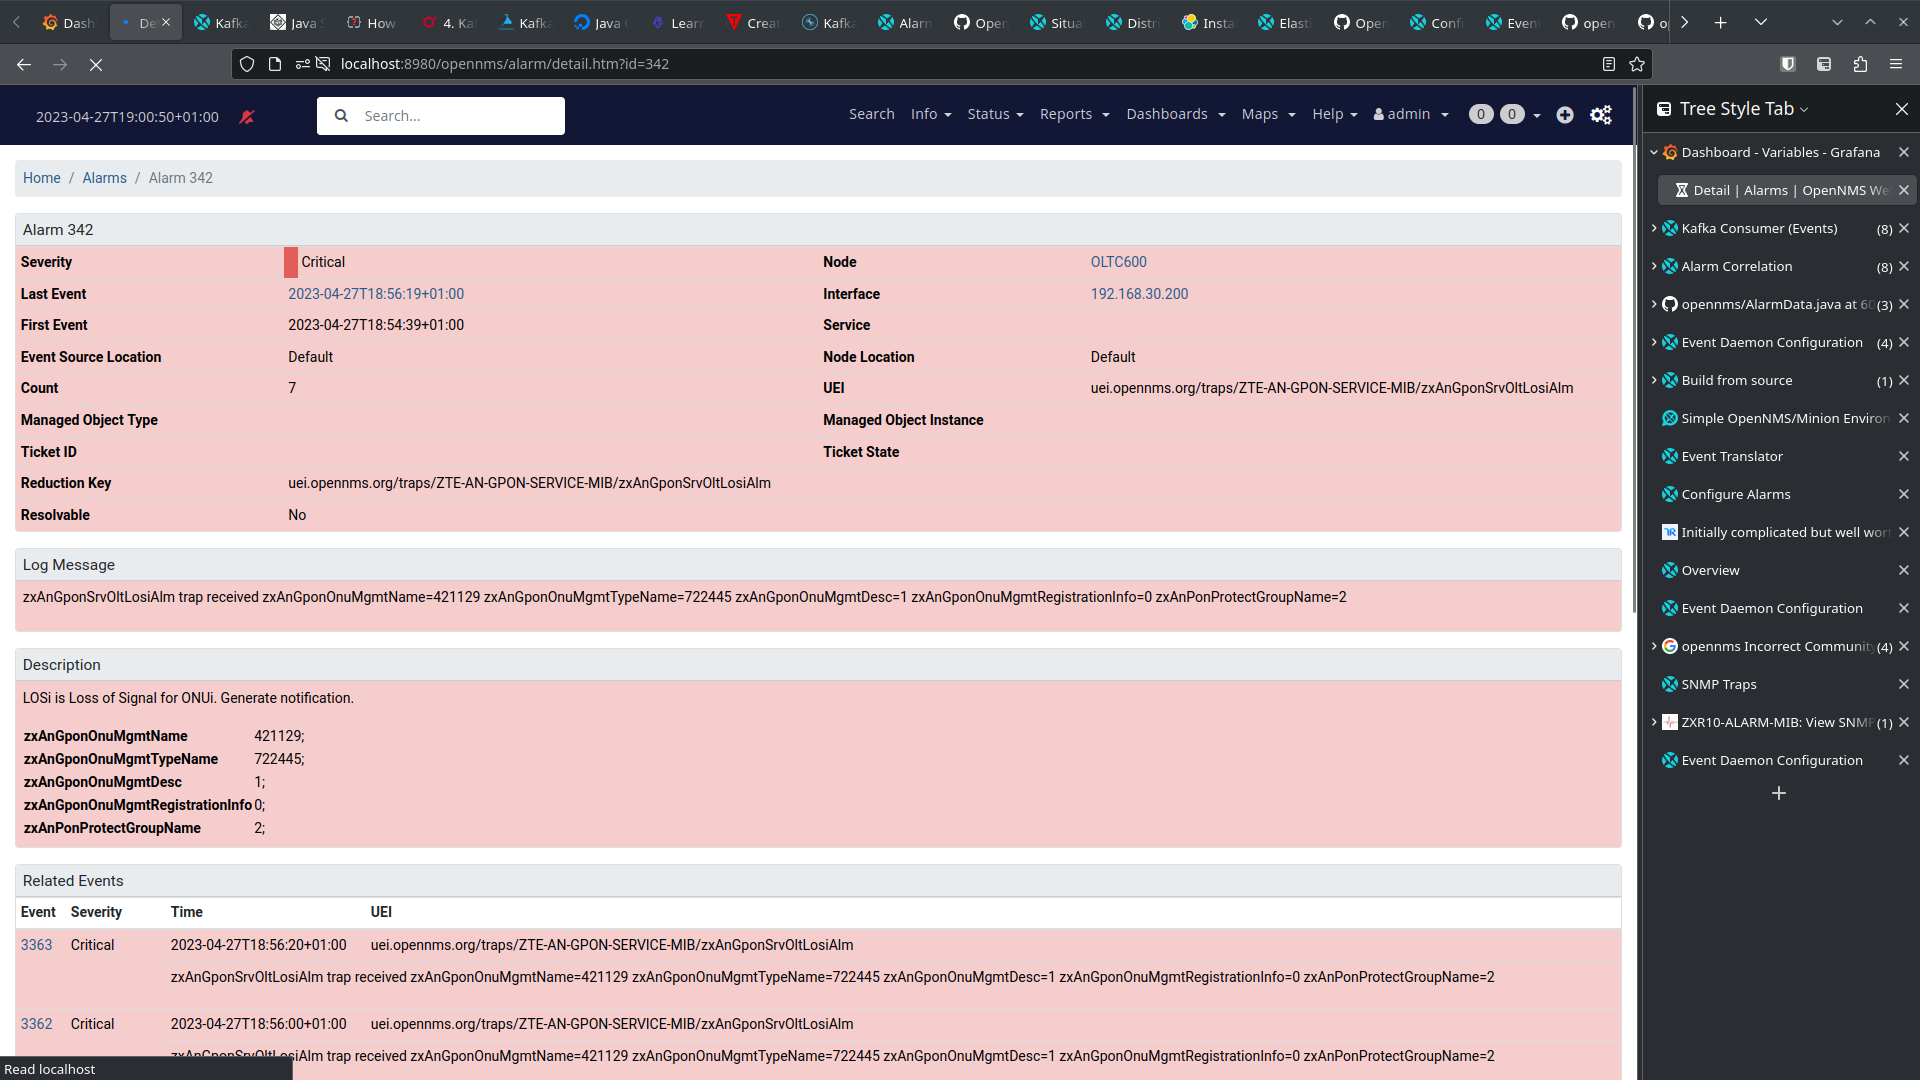 Dash
De
Kafka
Java S
How
4. Ka
Kafk
Java
Lear
Creat
Kafka
Alarn
Open
Situa
Distri
Insta
Elasti
Open
Confi
Even
open
localhost:8980/opennms/alarm/detail.htm?id=342
2023-04-27T19:00:50+01:00
Search...
Search Info Status Reports Dashboards Maps Help admin 0 0
Home / Alarms / Alarm 342
Alarm 342
Severity Critical Node OLTC600
Last Event 2023-04-27T18:56:19+01:00 Interface 192.168.30.200
First Event 2023-04-27T18:54:39+01:00 Service
Event Source Location Default Node Location Default
Count 7 UEI uei.opennms.org/traps/ZTE-AN-GPON-SERVICE-MIB/zxAnGponSrvOltLosiAlm
Managed Object Type Managed Object Instance
Ticket ID Ticket State
Reduction Key uei.opennms.org/traps/ZTE-AN-GPON-SERVICE-MIB/zxAnGponSrvOltLosiAlm
Resolvable No
Log Message
zxAnGponSrvOltLosiAlm trap received zxAnGponOnuMgmtName=421129 zxAnGponOnuMgmtTypeName=722445 zxAnGponOnuMgmtDesc=1 zxAnGponOnuMgmtRegistrationInfo=0 zxAnPonProtectGroupName=2
Description
LOSi is Loss of Signal for ONUi. Generate notification.
zxAnGponOnuMgmtName 421129;
zxAnGponOnuMgmtTypeName 722445;
zxAnGponOnuMgmtDesc 1;
zxAnGponOnuMgmtRegistrationInfo 0;
zxAnPonProtectGroupName 2;
Related Events
Event Severity Time UEI
3363 Critical 2023-04-27T18:56:20+01:00 uei.opennms.org/traps/ZTE-AN-GPON-SERVICE-MIB/zxAnGponSrvOltLosiAlm
zxAnGponSrvOltLosiAlm trap received zxAnGponOnuMgmtName=421129 zxAnGponOnuMgmtTypeName=722445 zxAnGponOnuMgmtDesc=1 zxAnGponOnuMgmtRegistrationInfo=0 zxAnPonProtectGroupName=2
3362 Critical 2023-04-27T18:56:00+01:00 uei.opennms.org/traps/ZTE-AN-GPON-SERVICE-MIB/zxAnGponSrvOltLosiAlm
zxAnGponSrvOltLosiAlm trap received zxAnGponOnuMgmtName=421129 zxAnGponOnuMgmtTypeName=722445 zxAnGponOnuMgmtDesc=1 zxAnGponOnuMgmtRegistrationInfo=0 zxAnPonProtectGroupName=2
Read localhost
Tree Style Tab
Dashboard - Variables - Grafana
Detail | Alarms | OpenNMS We
Kafka Consumer (Events) (8)
Alarm Correlation (8)
opennms/AlarmData.java at 60 (3)
Event Daemon Configuration (4)
Build from source (1)
Simple OpenNMS/Minion Environ
Event Translator
Configure Alarms
Initially complicated but well wor
Overview
Event Daemon Configuration
opennms Incorrect Communit (4)
SNMP Traps
ZXR10-ALARM-MIB: View SNMP (1)
Event Daemon Configuration